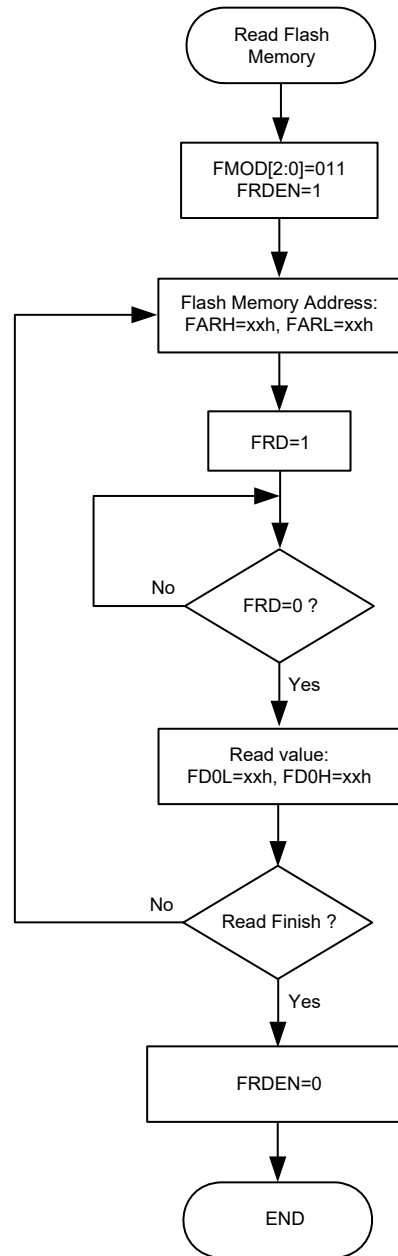 Read Flash
Memory
FMOD[2:0]=011
FRDEN=1
Flash Memory Address:
FARH=xxh, FARL=xxh
FRD=1
No
FRD=0 ?
Yes
Read value:
FD0L=xxh, FD0H=xxh
No
Read Finish ?
Yes
FRDEN=0
END